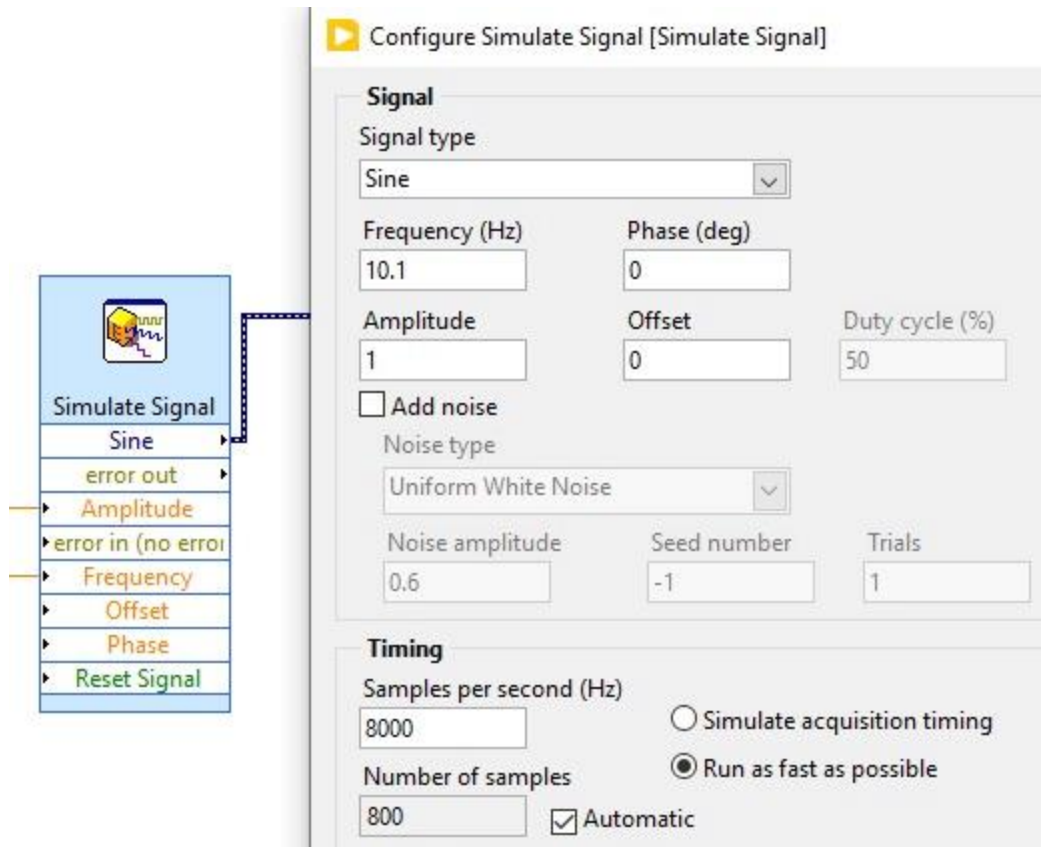 Configure Simulate Signal [Simulate Signal]
Signal
Signal type
Sine
Frequency (Hz) Phase (deg)
10.1 0
Amplitude Offset Duty cycle (%)
1 0 50
Add noise
Noise type
Uniform White Noise
Noise amplitude Seed number Trials
0.6 -1 1
Timing
Samples per second (Hz)
8000
Simulate acquisition timing
Run as fast as possible
Number of samples
800 Automatic
Simulate Signal
Sine
error out
Amplitude
error in (no error
Frequency
Offset
Phase
Reset Signal